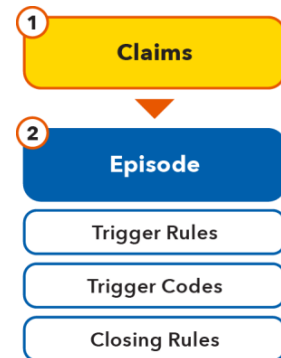 1
Claims
2
Episode
Trigger Rules
Trigger Codes
Closing Rules